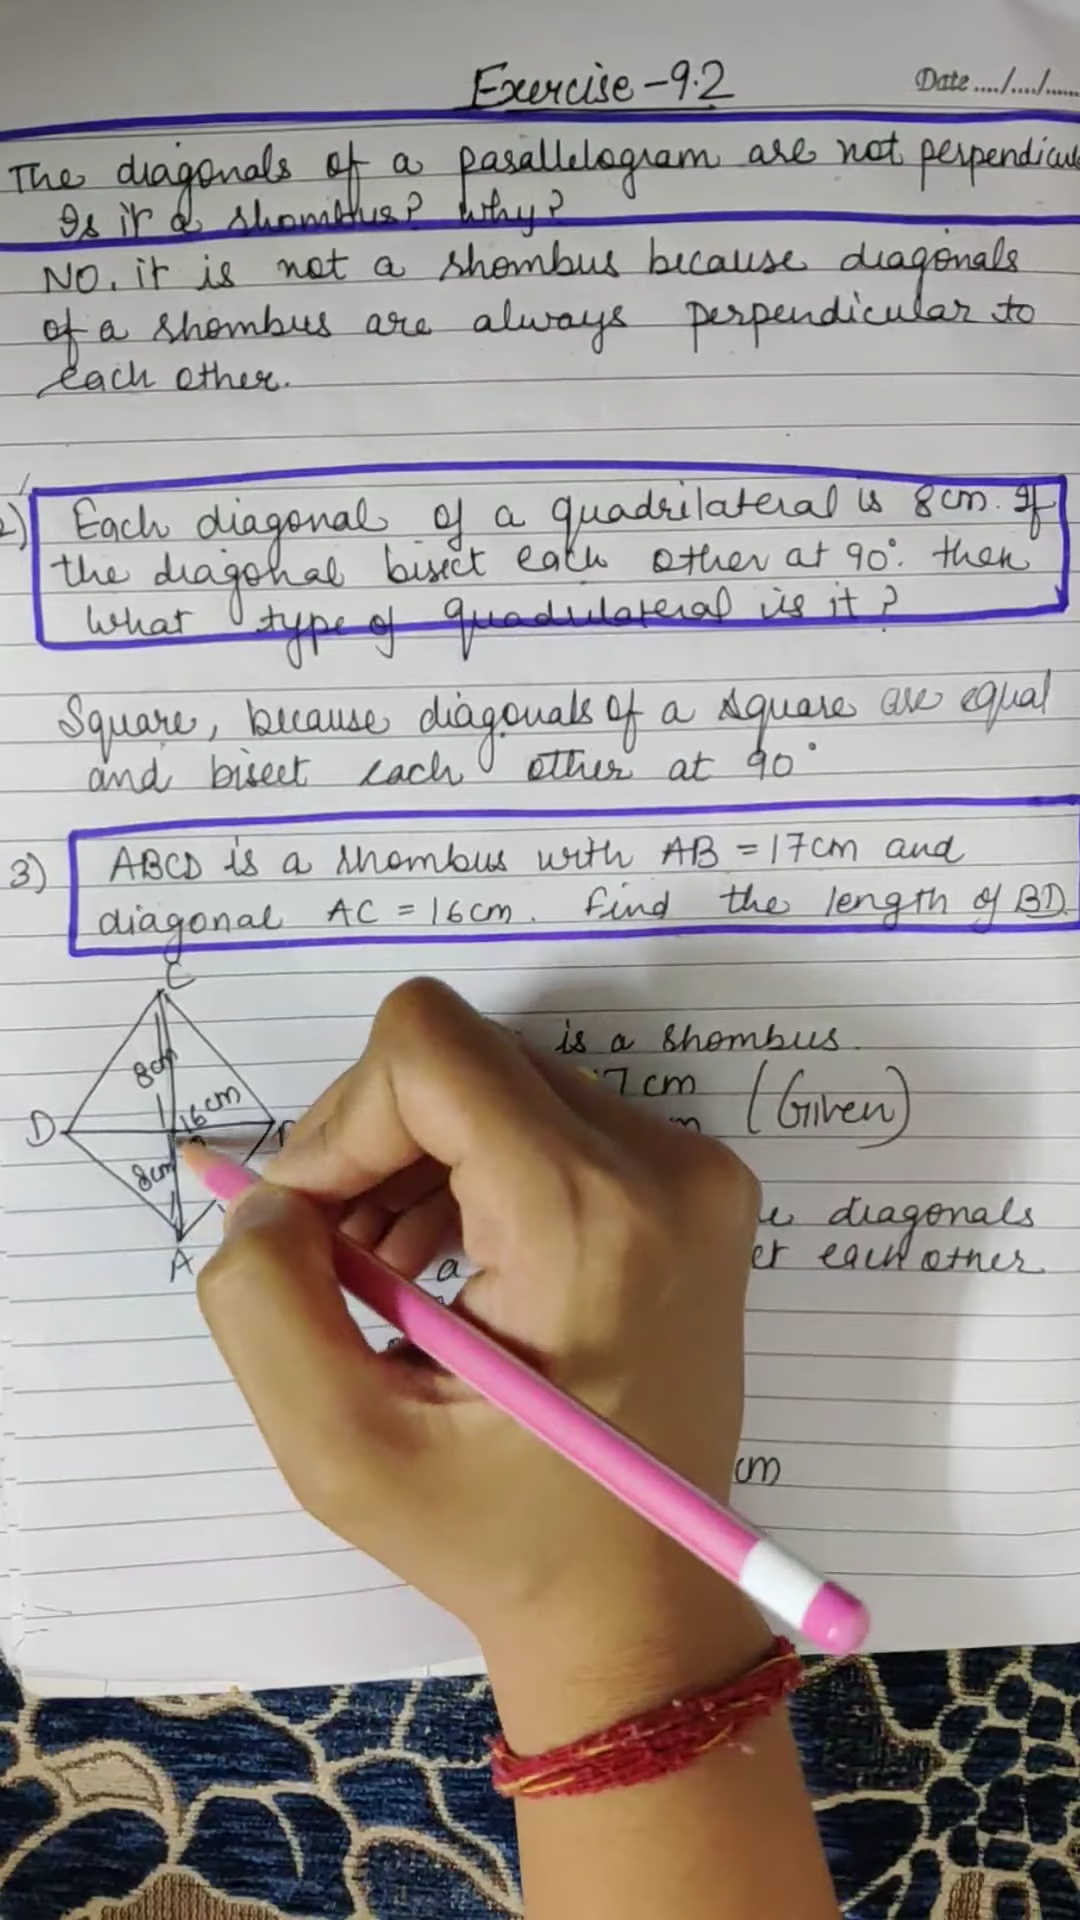 Exercise-9.2
Date..../..../......
The diagonals of a parallelogram are not perpendicul
Is it a rhombus? Why?
NO, it is not a rhombus because diagonals
of a rhombus are always perpendicular to
each other.
2) Each diagonal of a quadrilateral is 8cm. If
the diagonal bisect each other at 90°. then
What type of quadrilateral is it?
Square, because diagonals of a square are equal
and bisect each other at 90°
3) ABCD is a rhombus with AB = 17cm and
diagonal AC = 16cm. Find the length of BD.
C
is a rhombus.
8cm
7cm (Given)
16cm
D
8cm
diagonals
A
a
each other
cm